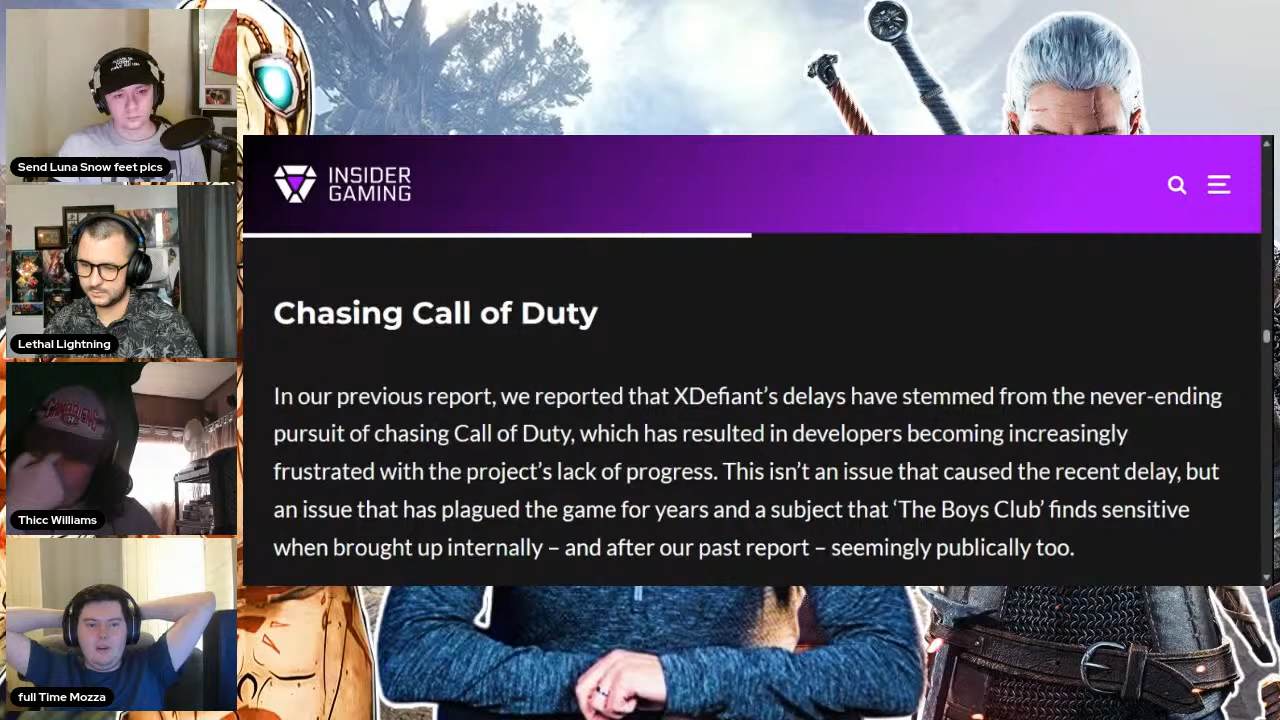 Send Luna Snow feet pics
Lethal Lightning
Thicc Williams
full Time Mozza
INSIDER
GAMING
Chasing Call of Duty
In our previous report, we reported that XDefiant’s delays have stemmed from the never-ending
pursuit of chasing Call of Duty, which has resulted in developers becoming increasingly
frustrated with the project’s lack of progress. This isn’t an issue that caused the recent delay, but
an issue that has plagued the game for years and a subject that ‘The Boys Club’ finds sensitive
when brought up internally – and after our past report – seemingly publically too.